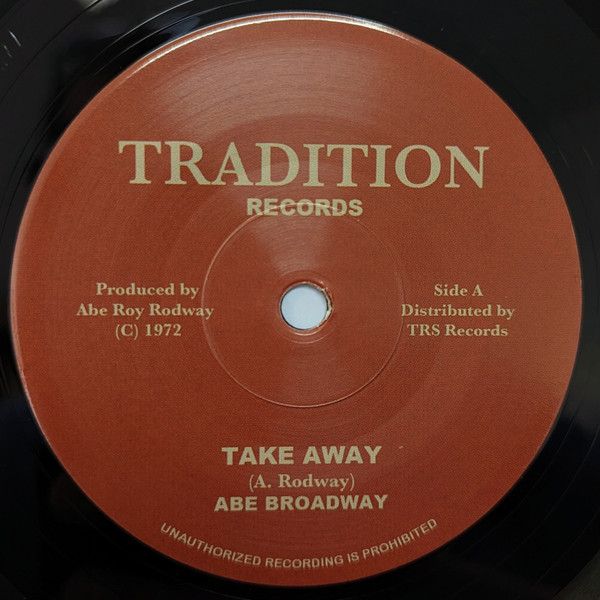 TRADITION
RECORDS
Produced by
Abe Roy Rodway
(C) 1972
Side A
Distributed by
TRS Records
TAKE AWAY
(A. Rodway)
ABE BROADWAY
UNAUTHORIZED RECORDING IS PROHIBITED